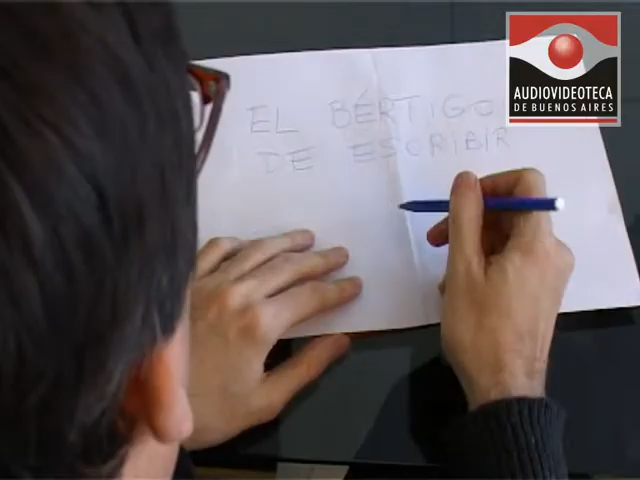 AUDIOVIDEOTECA
DE BUENOS AIRES
EL BÉRTIGO
DE ESCRIBIR